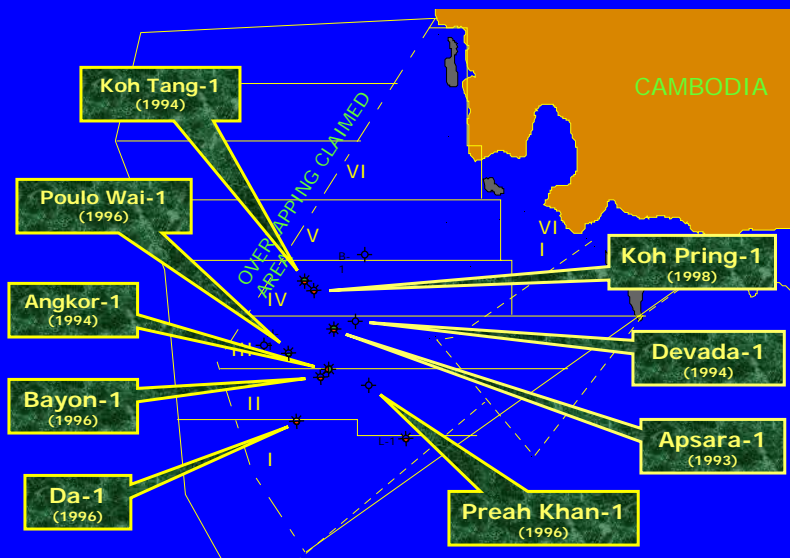 Koh Tang-1
(1994)
CAMBODIA
OVERLAPPING CLAIMED
AREA
VI
Poulo Wai-1
(1996)
V
VI
I
Koh Pring-1
(1998)
IV
Angkor-1
(1994)
III
Devada-1
(1994)
Bayon-1
(1996)
II
Apsara-1
(1993)
L-1
I
Da-1
(1996)
Preah Khan-1
(1996)